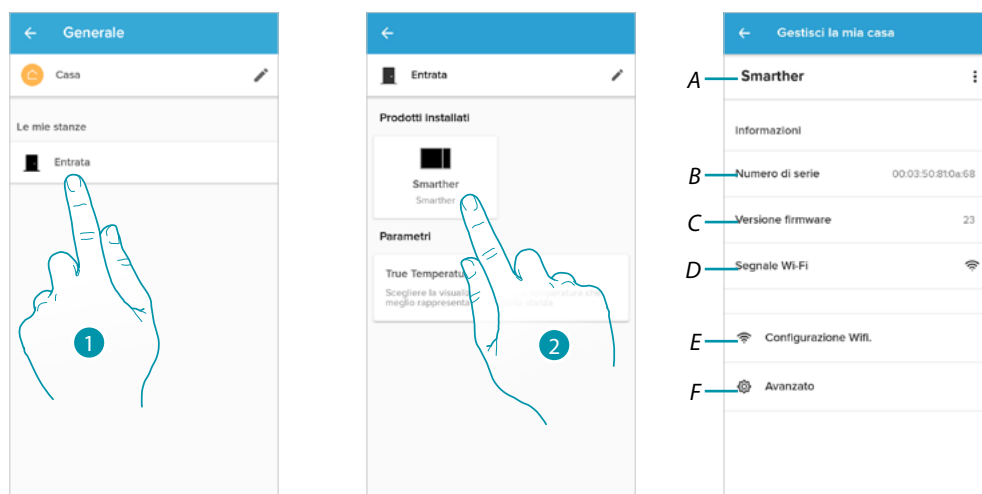 Generale
Casa
Le mie stanze
Entrata
1
Entrata
Prodotti installati
Smarther
Smarther
Parametri
True Temperatu
Scegliere la visualiz
meglio rappresenta
2
Gestisci la mia casa
A
Smarther
Informazioni
B
Numero di serie
00:03:50:81:0a:68
C
Versione firmware
23
D
Segnale Wi-Fi
E
Configurazione Wifi.
F
Avanzato